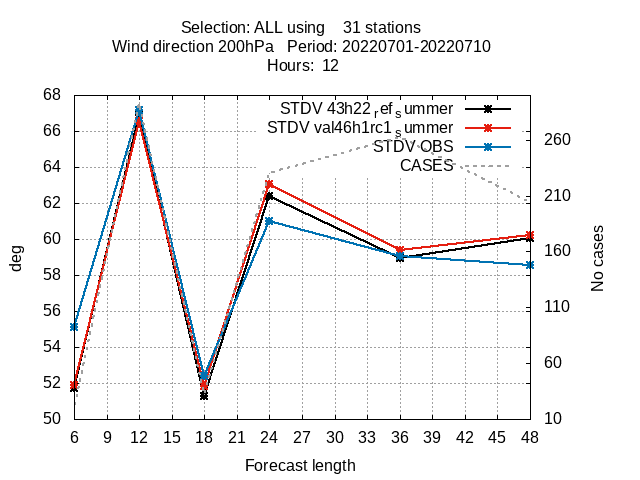 Selection: ALL using 31 stations
Wind direction 200hPa Period: 20220701-20220710
Hours: 12
STDV 43h22refsummer
STDV val46h1rc1summer
STDV OBS
CASES
68
66
64
62
60
58
56
54
52
50
260
210
160
110
60
10
deg
No cases
6 9 12 15 18 21 24 27 30 33 36 39 42 45 48
Forecast length